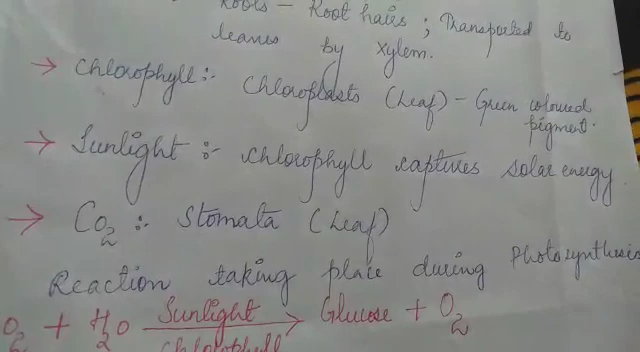 Roots - Root hairs ; Transported to
leaves by xylem.
→ Chlorophyll :- Chloroplasts (Leaf) - Green coloured
pigment.
→ Sunlight :- chlorophyll captures solar energy.
→ CO2 :- Stomata (Leaf)
Reaction taking place during Photosynthesis
O2 + H2O Sunlight → Glucose + O2
Chlorophyll